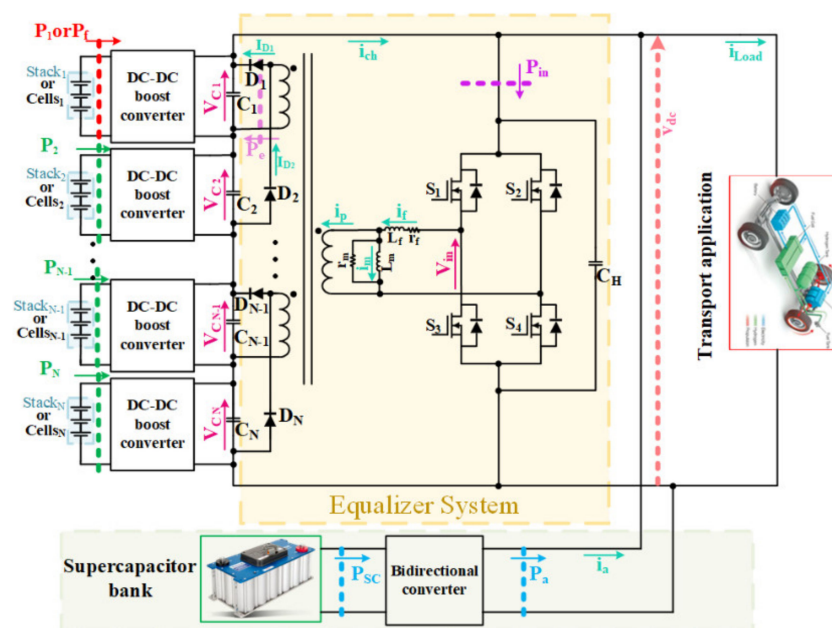 P1orPf
ich
iLoad
Stack1
or
Cells1
DC-DC
boost
converter
VC1
C1
ID1
D1
Pe
ID2
Pin
Vdc
P2
Stack2
or
Cells2
DC-DC
boost
converter
VC2
C2
D2
S1
S2
ip
if
Lf
rf
rm
im
Lm
Vin
CH
Transport application
PN-1
StackN-1
or
CellsN-1
DC-DC
boost
converter
VCN-1
CN-1
DN-1
S3
S4
PN
StackN
or
CellsN
DC-DC
boost
converter
VCN
CN
DN
Equalizer System
Supercapacitor
bank
PSC
Bidirectional
converter
Pa
ia